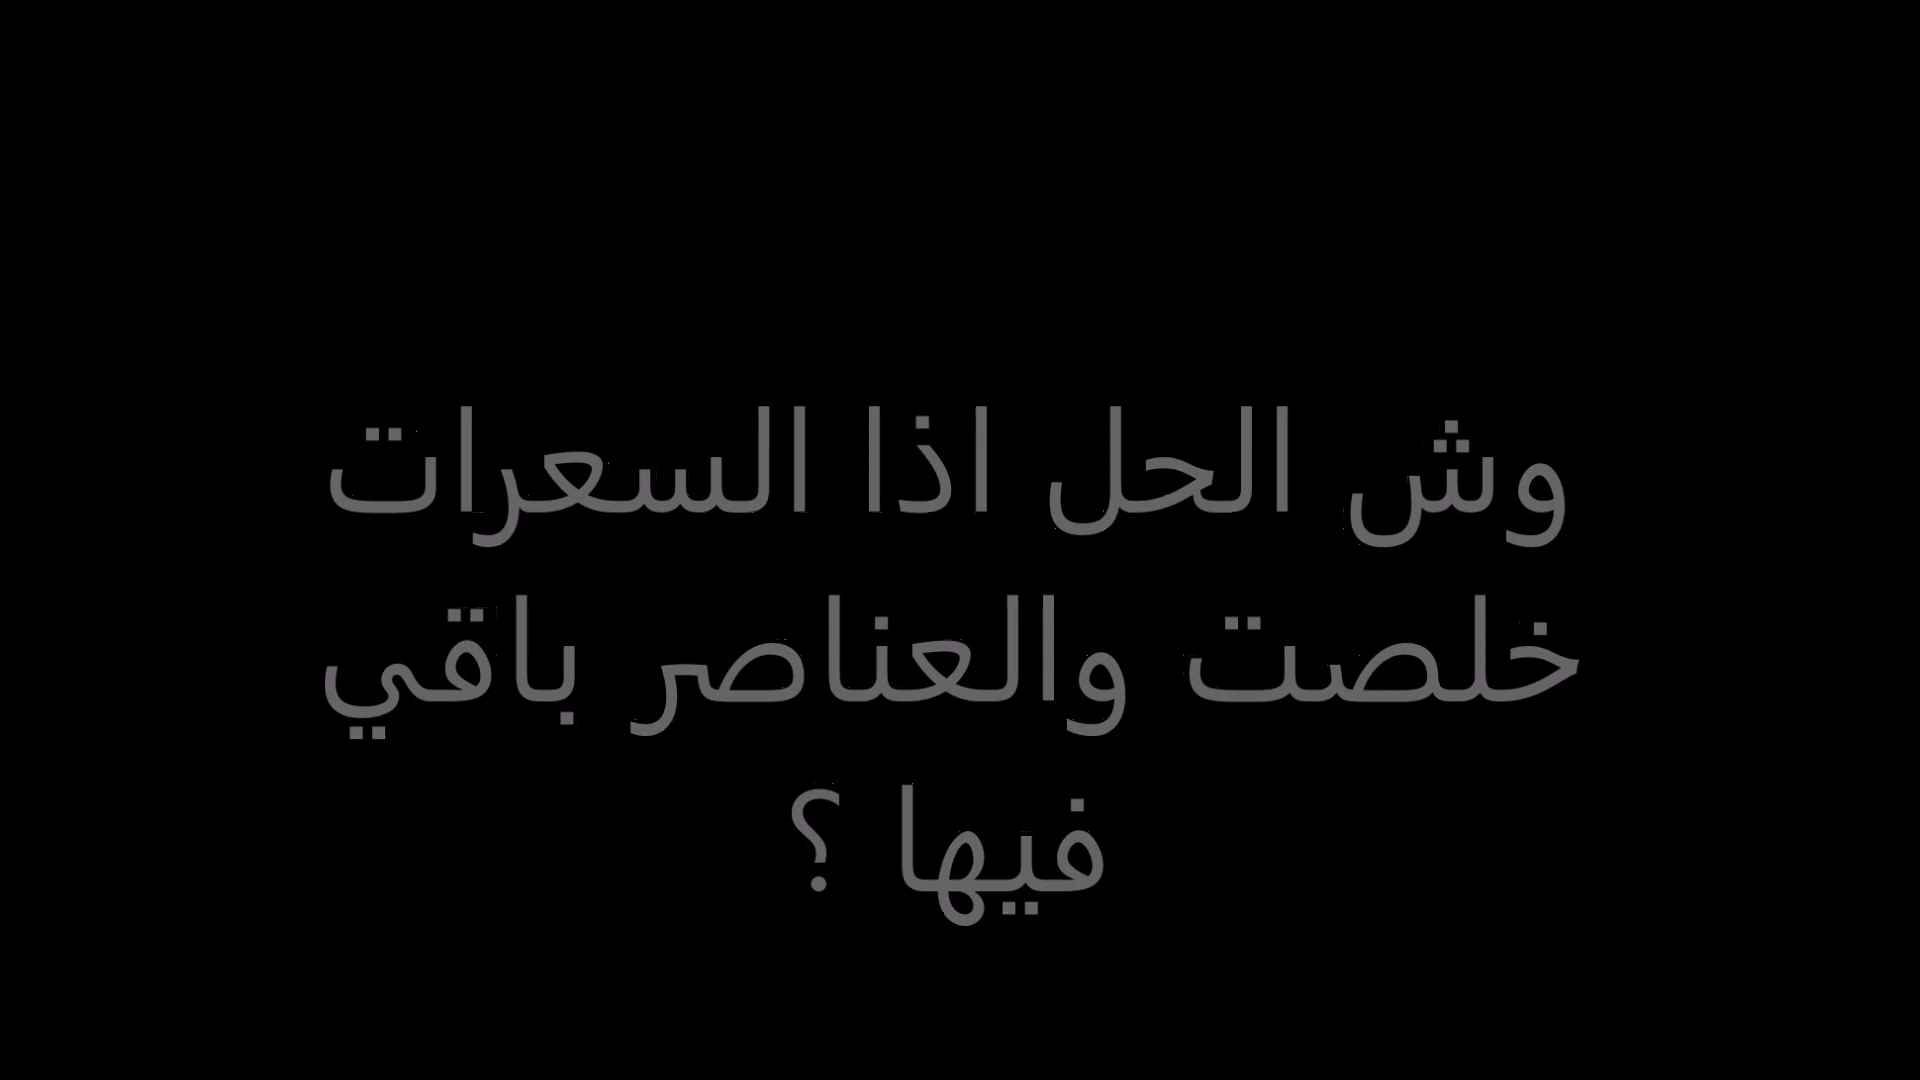 وش الحل اذا السعرات
خلصت والعناصر باقي
فيها ؟